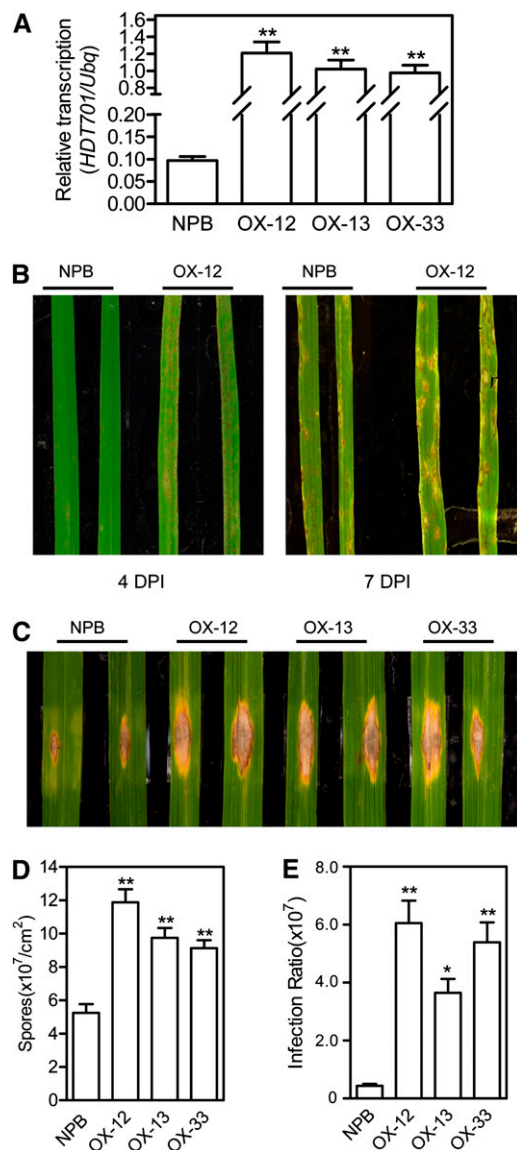 A
Relative transcription
(HDT701/Ubq)
1.6
1.4
1.2
1.0
0.8
0.20
0.15
0.10
0.05
0.00
** ** **
NPB OX-12 OX-13 OX-33
B
NPB OX-12 NPB OX-12
4 DPI 7 DPI
C
NPB OX-12 OX-13 OX-33
D
Spores(x10⁷/cm²)
14
12
10
8
6
4
2
0
** ** **
NPB OX-12 OX-13 OX-33
E
Infection Ratio(x10⁷)
8.0
6.0
4.0
2.0
0
** * **
NPB OX-12 OX-13 OX-33